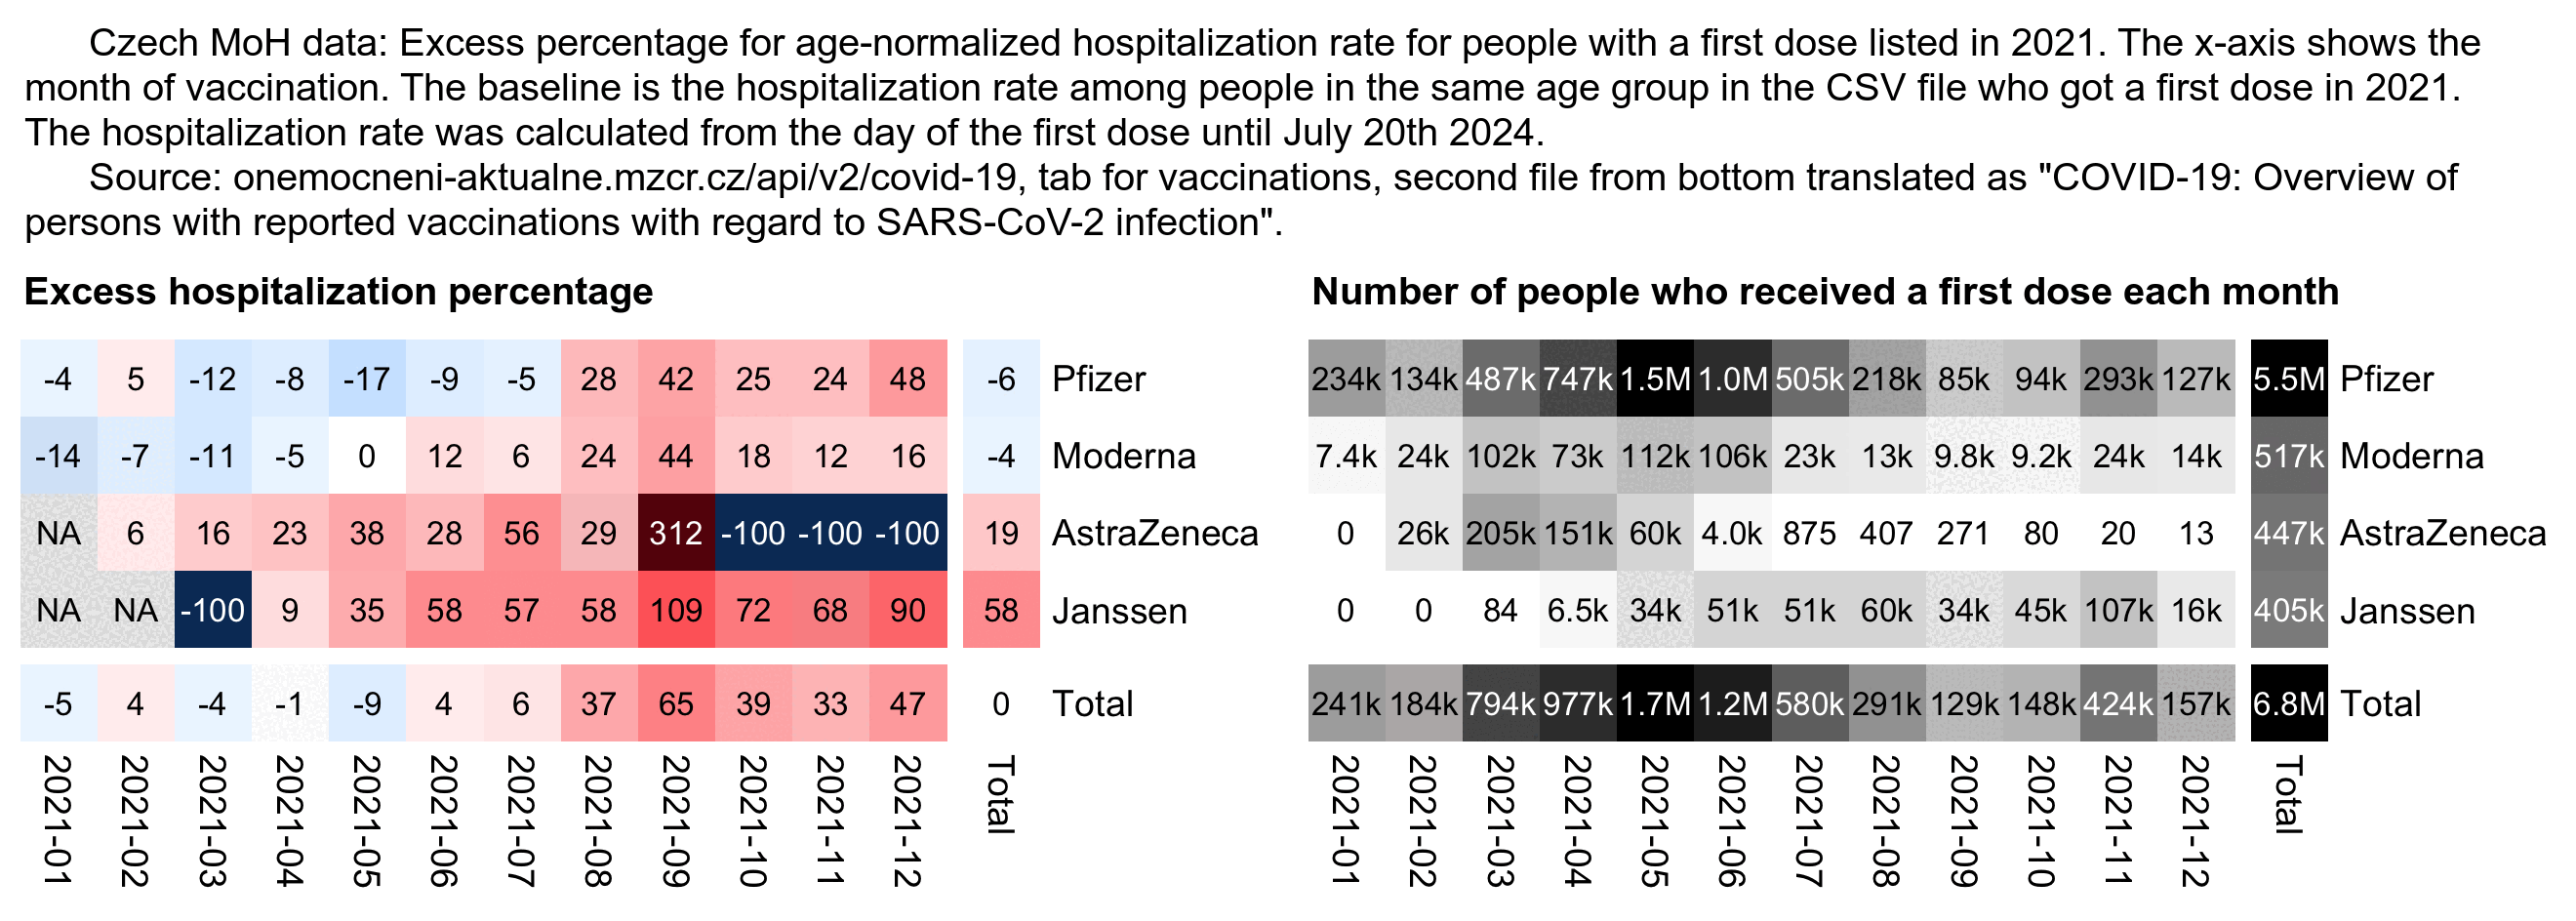 Czech MoH data: Excess percentage for age-normalized hospitalization rate for people with a first dose listed in 2021. The x-axis shows the
month of vaccination. The baseline is the hospitalization rate among people in the same age group in the CSV file who got a first dose in 2021.
The hospitalization rate was calculated from the day of the first dose until July 20th 2024.
Source: onemocneni-aktualne.mzcr.cz/api/v2/covid-19, tab for vaccinations, second file from bottom translated as "COVID-19: Overview of
persons with reported vaccinations with regard to SARS-CoV-2 infection".
Excess hospitalization percentage
-4 5 -12 -8 -17 -9 -5 28 42 25 24 48 -6 Pfizer
-14 -7 -11 -5 0 12 6 24 44 18 12 16 -4 Moderna
NA 6 16 23 38 28 56 29 312 -100 -100 -100 19 AstraZeneca
NA NA -100 9 35 58 57 58 109 72 68 90 58 Janssen
-5 4 -4 -1 -9 4 6 37 65 39 33 47 0 Total
2021-01 2021-02 2021-03 2021-04 2021-05 2021-06 2021-07 2021-08 2021-09 2021-10 2021-11 2021-12 Total
Number of people who received a first dose each month
234k 134k 487k 747k 1.5M 1.0M 505k 218k 85k 94k 293k 127k 5.5M Pfizer
7.4k 24k 102k 73k 112k 106k 23k 13k 9.8k 9.2k 24k 14k 517k Moderna
0 26k 205k 151k 60k 4.0k 875 407 271 80 20 13 447k AstraZeneca
0 0 84 6.5k 34k 51k 51k 60k 34k 45k 107k 16k 405k Janssen
241k 184k 794k 977k 1.7M 1.2M 580k 291k 129k 148k 424k 157k 6.8M Total
2021-01 2021-02 2021-03 2021-04 2021-05 2021-06 2021-07 2021-08 2021-09 2021-10 2021-11 2021-12 Total